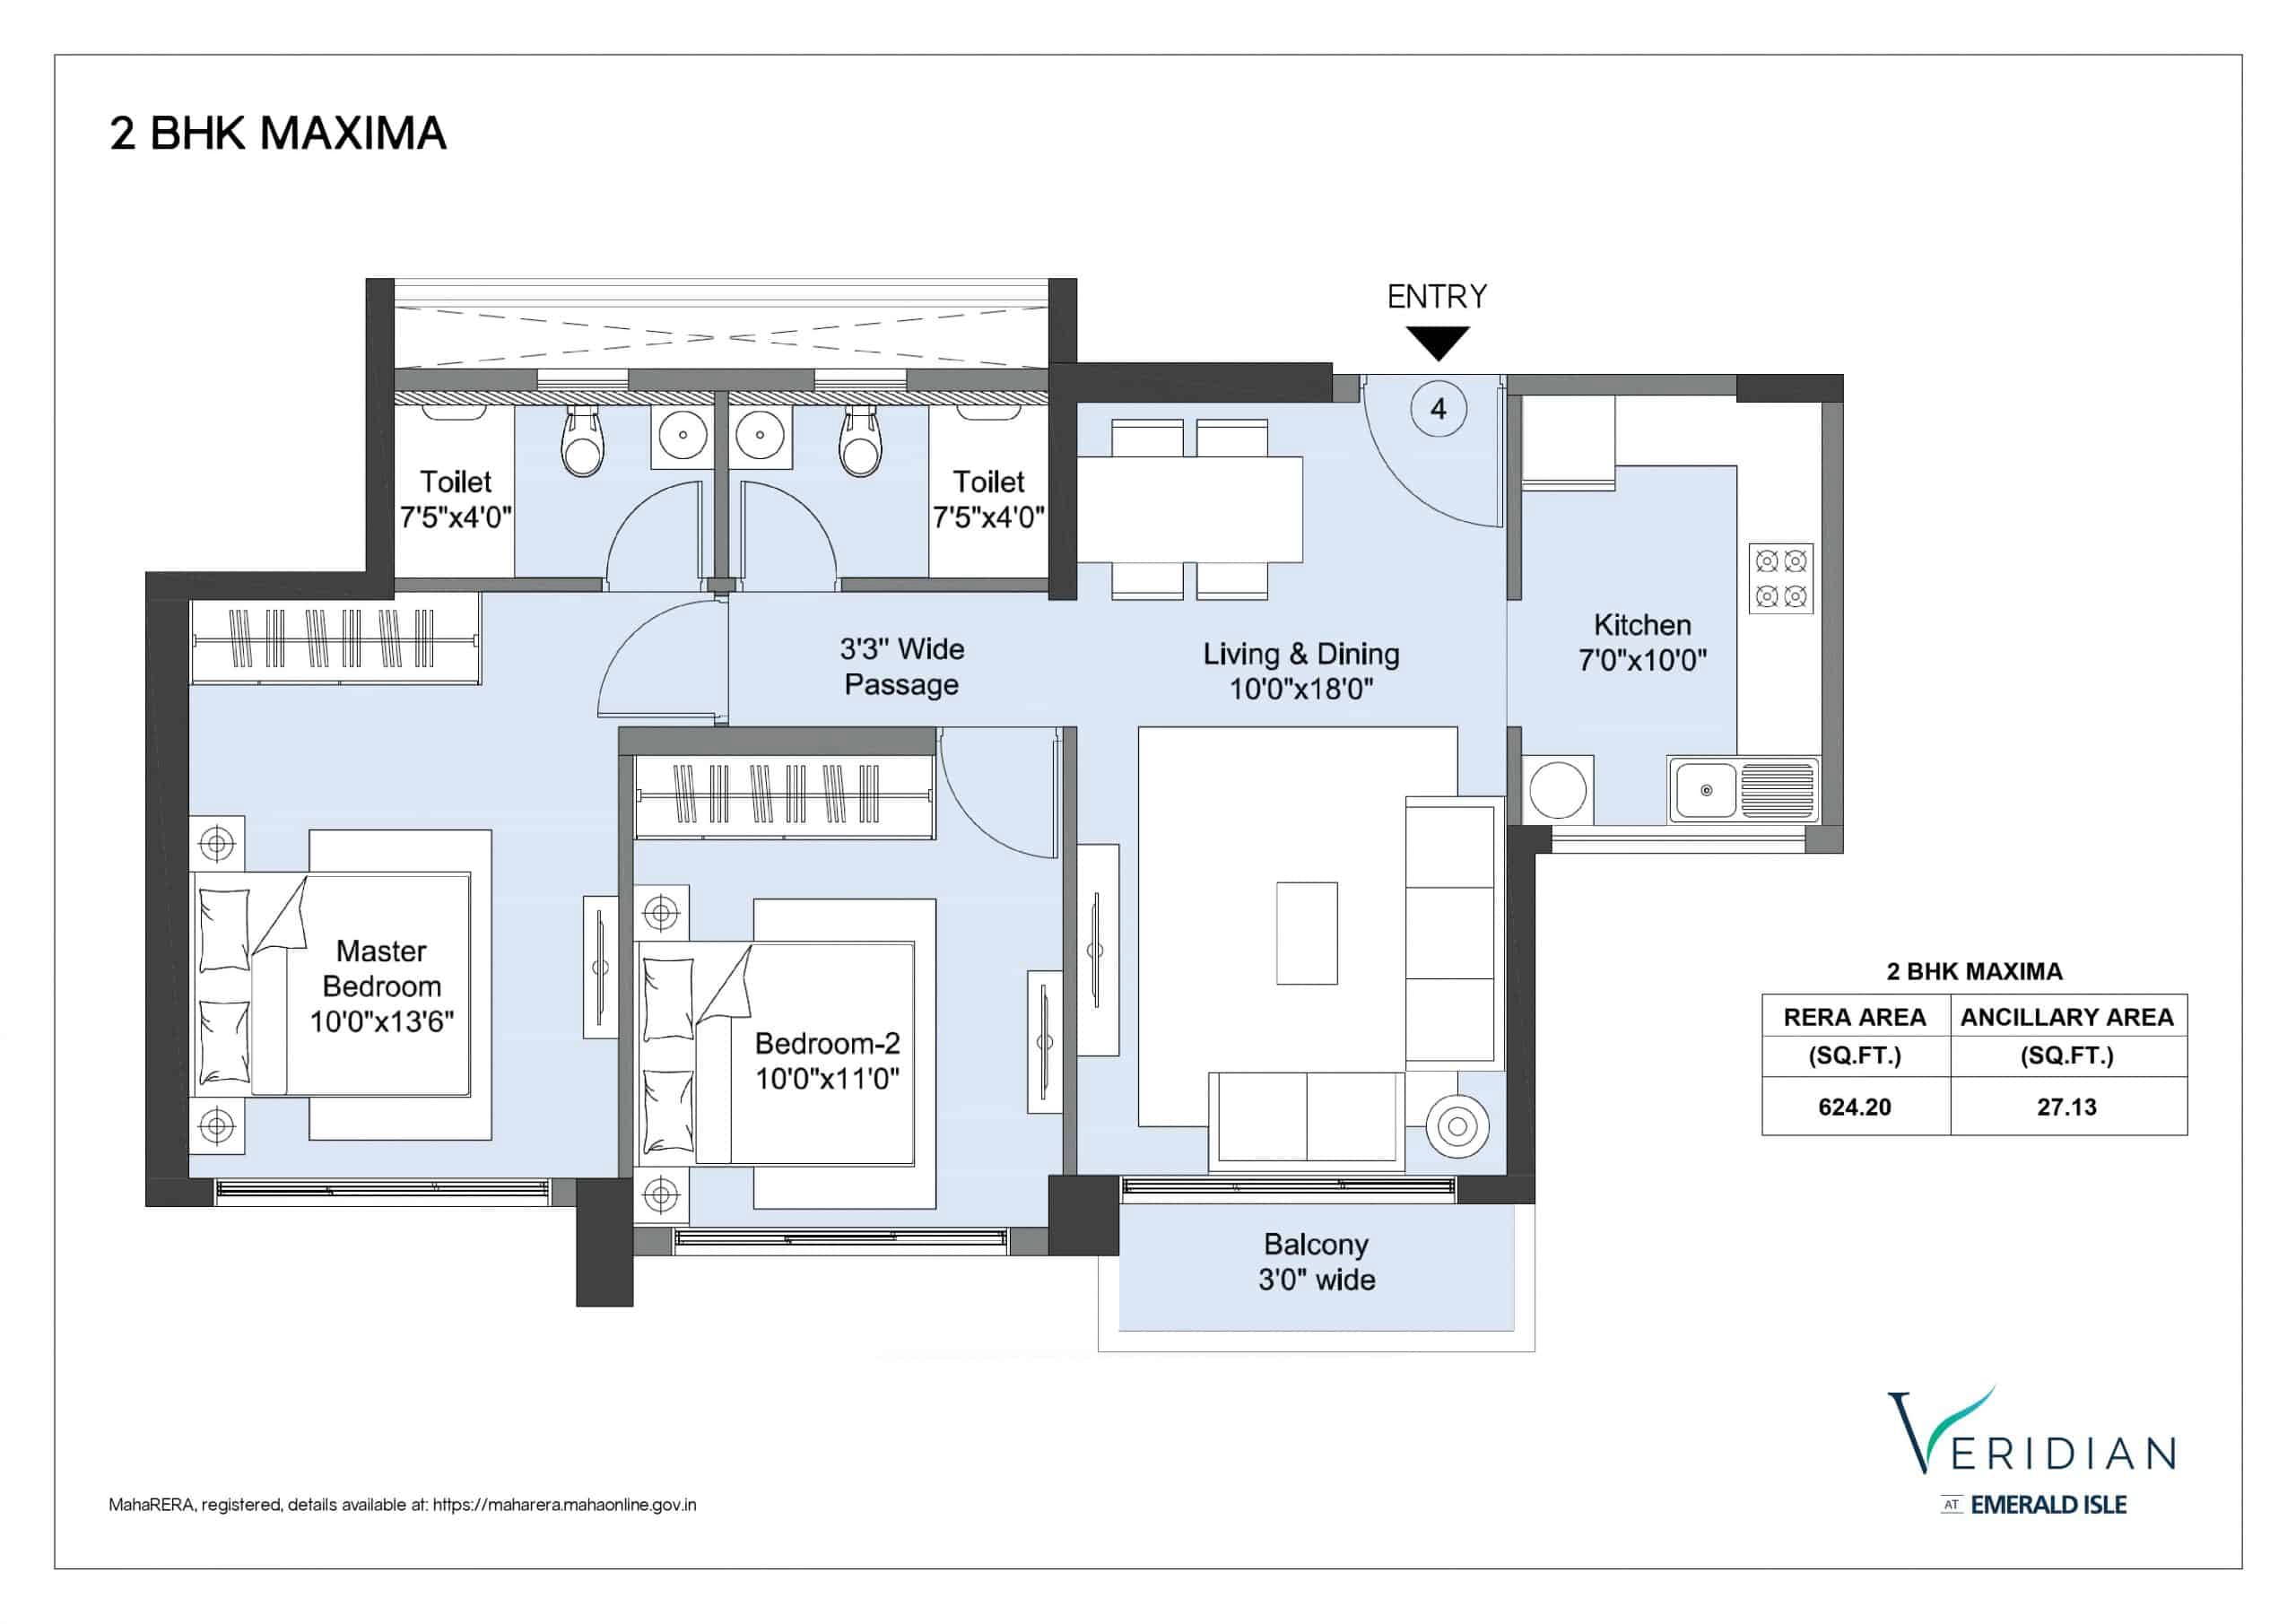 2 BHK MAXIMA
ENTRY
4
Toilet
7'5"x4'0"
Toilet
7'5"x4'0"
3'3" Wide
Passage
Living & Dining
10'0"x18'0"
Kitchen
7'0"x10'0"
Master
Bedroom
10'0"x13'6"
Bedroom-2
10'0"x11'0"
Balcony
3'0" wide
2 BHK MAXIMA
RERA AREA ANCILLARY AREA
(SQ.FT.) (SQ.FT.)
624.20 27.13
VERIDIAN
AT EMERALD ISLE
MahaRERA, registered, details available at: https://maharera.mahaonline.gov.in